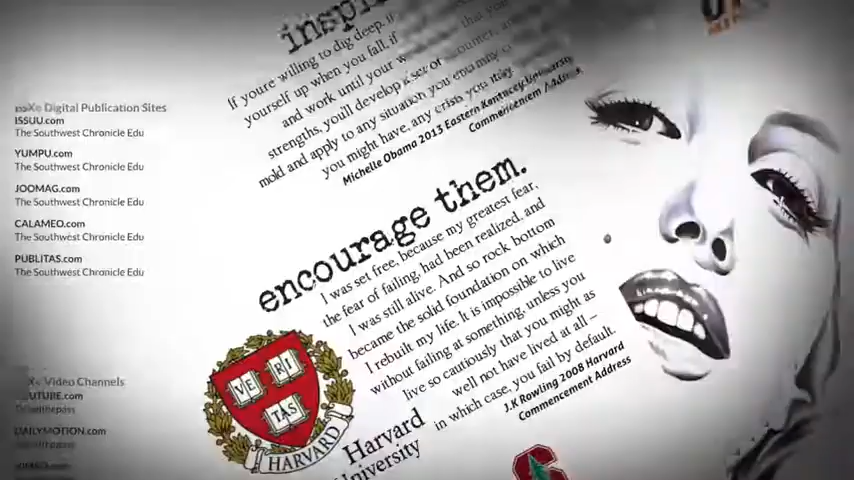 Digital Publication Sites
ISSUU.com
The Southwest Chronicle Edu
YUMPU.com
The Southwest Chronicle Edu
JOOMAG.com
The Southwest Chronicle Edu
CALAMEO.com
The Southwest Chronicle Edu
PUBLITAS.com
The Southwest Chronicle Edu
Video Channels
DAILYMOTION.com
If youre willing to dig deep, if
yourself up when you fall, if
and work until your
strengths, youll develop a set of
mold and apply to any situation you encounter
you might have, any crisis you may
Michelle Obama 2013 Eastern Kentucky
Commencement
encourage them.
I was set free, because my greatest fear,
the fear of failing, had been realized, and
I was still alive. And so rock bottom
became the solid foundation on which
I rebuilt my life. It is impossible to live
without failing at something, unless you
live so cautiously that you might as
well not have lived at all –
in which case, you fail by default.
J.K Rowling 2008 Harvard
Commencement Address
VE RI
TAS
HARVARD
Harvard
University